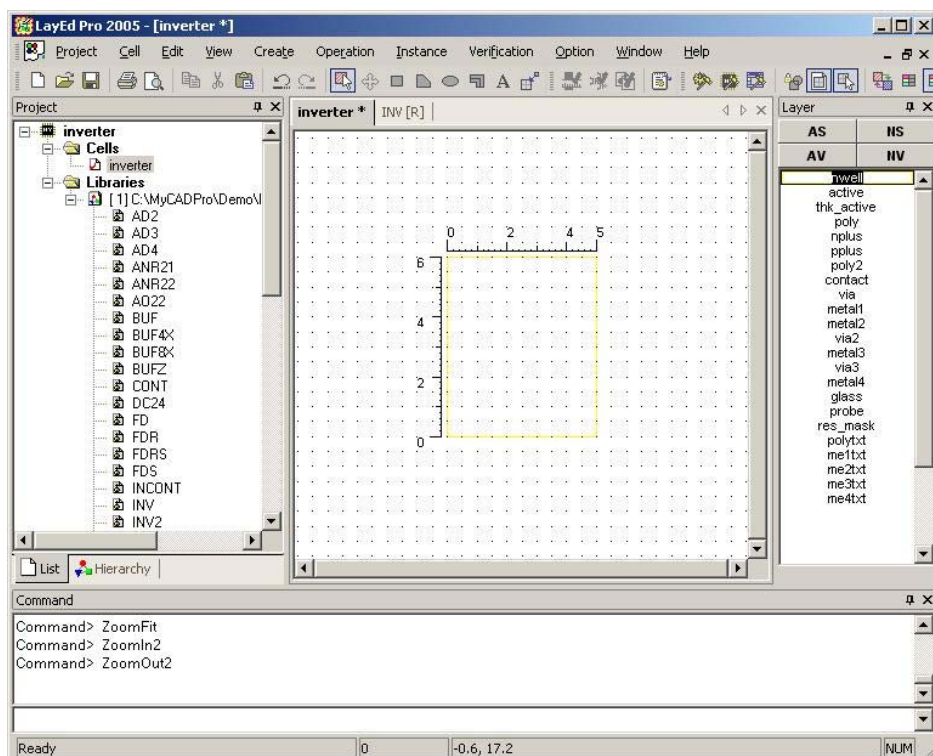 LayEd Pro 2005 - [inverter *]
Project Cell Edit View Create Operation Instance Verification Option Window Help
Project
inverter
Cells
inverter
Libraries
[1] C:\MyCADPro\Demo\I
AD2
AD3
AD4
ANR21
ANR22
AO22
BUF
BUF4X
BUF8X
BUFZ
CONT
DC24
FD
FDR
FDRS
FDS
INCONT
INV
INV2
List Hierarchy
inverter * INV [R]
0 2 4 5
6
4
2
0
Layer
AS NS
AV NV
nwell
active
thk_active
poly
nplus
pplus
poly2
contact
via
metal1
metal2
via2
metal3
via3
metal4
glass
probe
res_mask
polytxt
me1txt
me2txt
me3txt
me4txt
Command
Command> ZoomFit
Command> ZoomIn2
Command> ZoomOut2
Ready 0 -0.6, 17.2 NUM